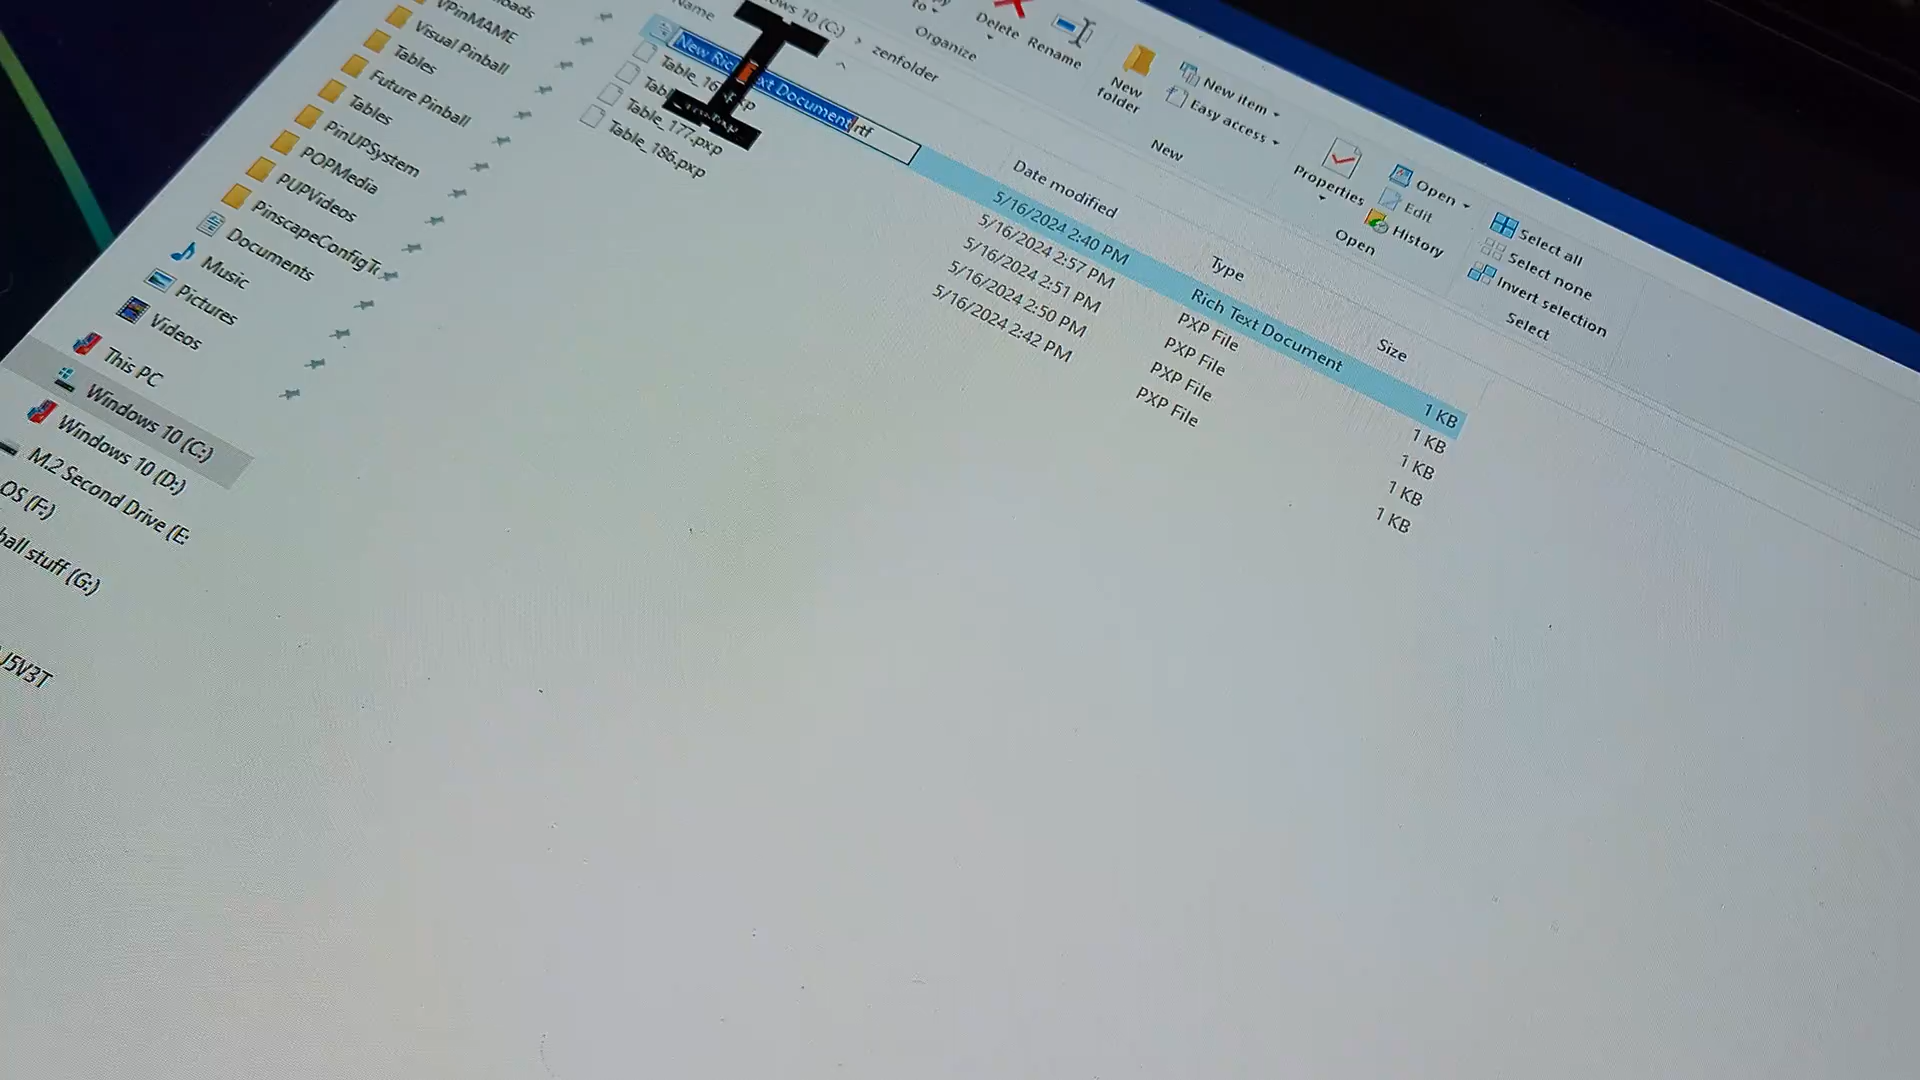 VPinMAME
Visual Pinball
Tables
Future Pinball
Tables
PinUPSystem
POPMedia
PUPVideos
PinscapeConfigTo
Documents
Music
Pictures
Videos
This PC
Windows 10 (C:)
Windows 10 (D:)
M.2 Second Drive (E:
OS (F:)
ball stuff (G:)
J5V3T
10 (C:) > zenfolder
Name
Date modified
Type
Size
New Rich Text Document.rtf
5/16/2024 2:40 PM
Rich Text Document
1 KB
5/16/2024 2:57 PM
PXP File
1 KB
5/16/2024 2:51 PM
PXP File
1 KB
Table_177.pxp
5/16/2024 2:50 PM
PXP File
1 KB
Table_186.pxp
5/16/2024 2:42 PM
PXP File
1 KB
to
Delete
Rename
Organize
New
folder
New item
Easy access
New
Properties
Open
Edit
History
Open
Select all
Select none
Invert selection
Select